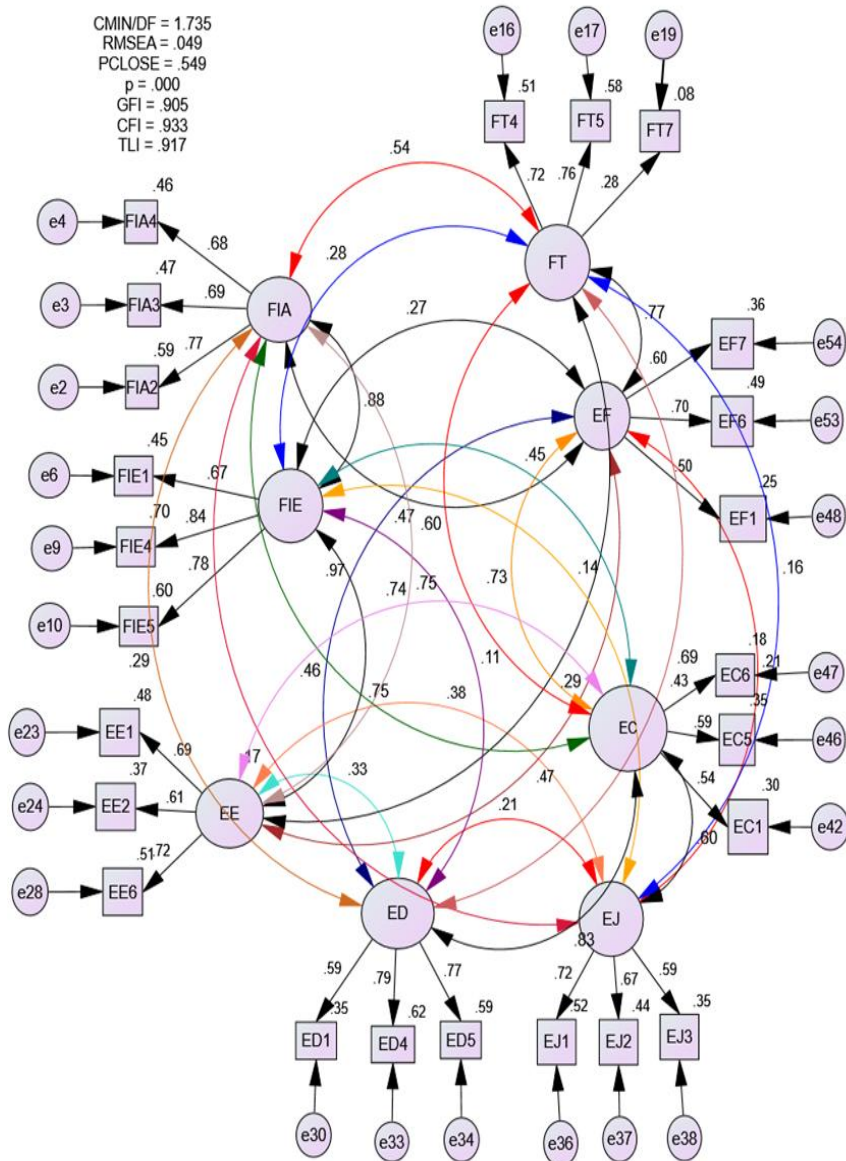 CMIN/DF = 1.735
RMSEA = .049
PCLOSE = .549
p = .000
GFI = .905
CFI = .933
TLI = .917
e16
e17
e19
.51
.58
.08
FT4
FT5
FT7
.72
.76
.28
FT
.54
.28
.27
.77
.46
e4
FIA4
.68
.47
e3
FIA3
.69
.59
e2
FIA2
.77
FIA
.88
.36
EF7
e54
.60
.49
EF6
e53
.70
EF
.50
.25
EF1
e48
.45
e6
FIE1
.67
.70
e9
FIE4
.84
.60
e10
FIE5
.78
FIE
.45
.47
.60
.97
.74
.75
.73
.14
.16
.29
.46
.75
.11
.38
.29
.47
.17
.33
.21
.18
EC6
e47
.69
.43
.21
.35
EC5
e46
.59
EC
.54
.30
EC1
e42
.60
.48
e23
EE1
.69
.37
e24
EE2
.61
.51
e28
EE6
.72
EE
ED
EJ
.83
.59
.79
.77
.72
.67
.59
.35
.62
.59
.52
.44
.35
ED1
ED4
ED5
EJ1
EJ2
EJ3
e30
e33
e34
e36
e37
e38